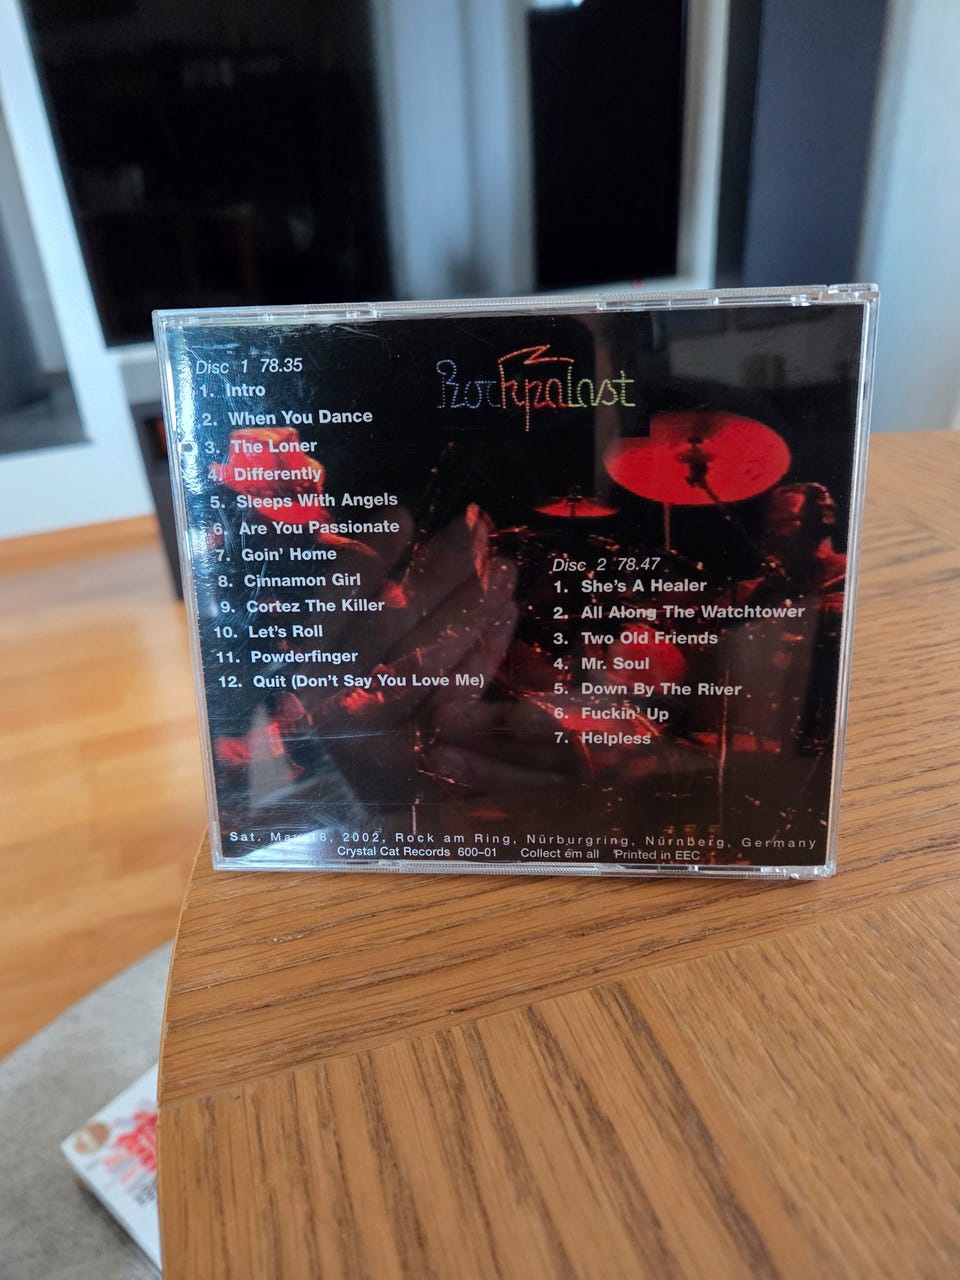 Disc 1 78.35
1. Intro
2. When You Dance
3. The Loner
4. Differently
5. Sleeps With Angels
6. Are You Passionate
7. Goin' Home
8. Cinnamon Girl
9. Cortez The Killer
10. Let's Roll
11. Powderfinger
12. Quit (Don't Say You Love Me)
Rockpalast
Disc 2 78.47
1. She's A Healer
2. All Along The Watchtower
3. Two Old Friends
4. Mr. Soul
5. Down By The River
6. Fuckin' Up
7. Helpless
Sat. May 18, 2002, Rock am Ring, Nürburgring, Nürnberg, Germany
Crystal Cat Records 600-01 Collect ém all Printed in EEC